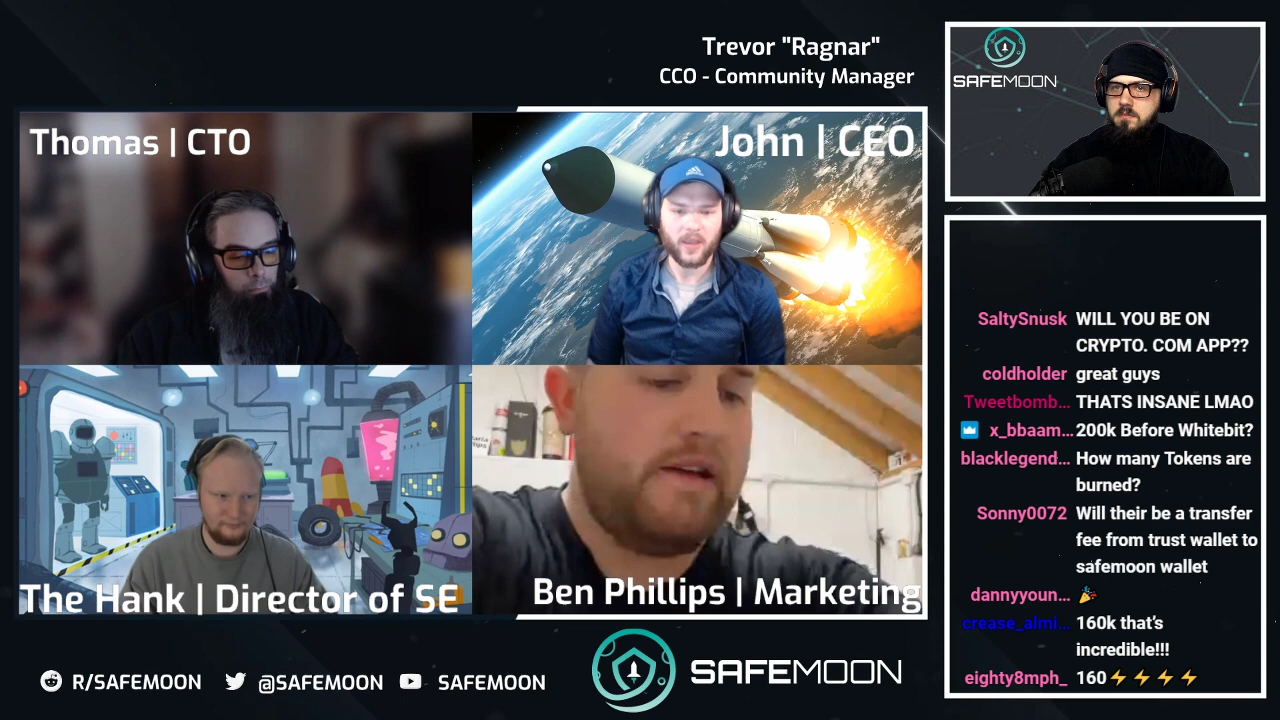 Trevor "Ragnar"
CCO - Community Manager
SAFEMOON
Thomas | CTO
John | CEO
The Hank | Director of SE
Ben Phillips | Marketing
SaltySnusk WILL YOU BE ON
CRYPTO. COM APP??
coldholder great guys
Tweetbomb... THATS INSANE LMAO
x_bbaam... 200k Before Whitebit?
blacklegend... How many Tokens are
burned?
Sonny0072 Will their be a transfer
fee from trust wallet to
safemoon wallet
dannyyoun... 🎉
crease_almi... 160k that's
incredible!!!
eighty8mph_ 160⚡⚡⚡⚡
R/SAFEMOON @SAFEMOON SAFEMOON
SAFEMOON